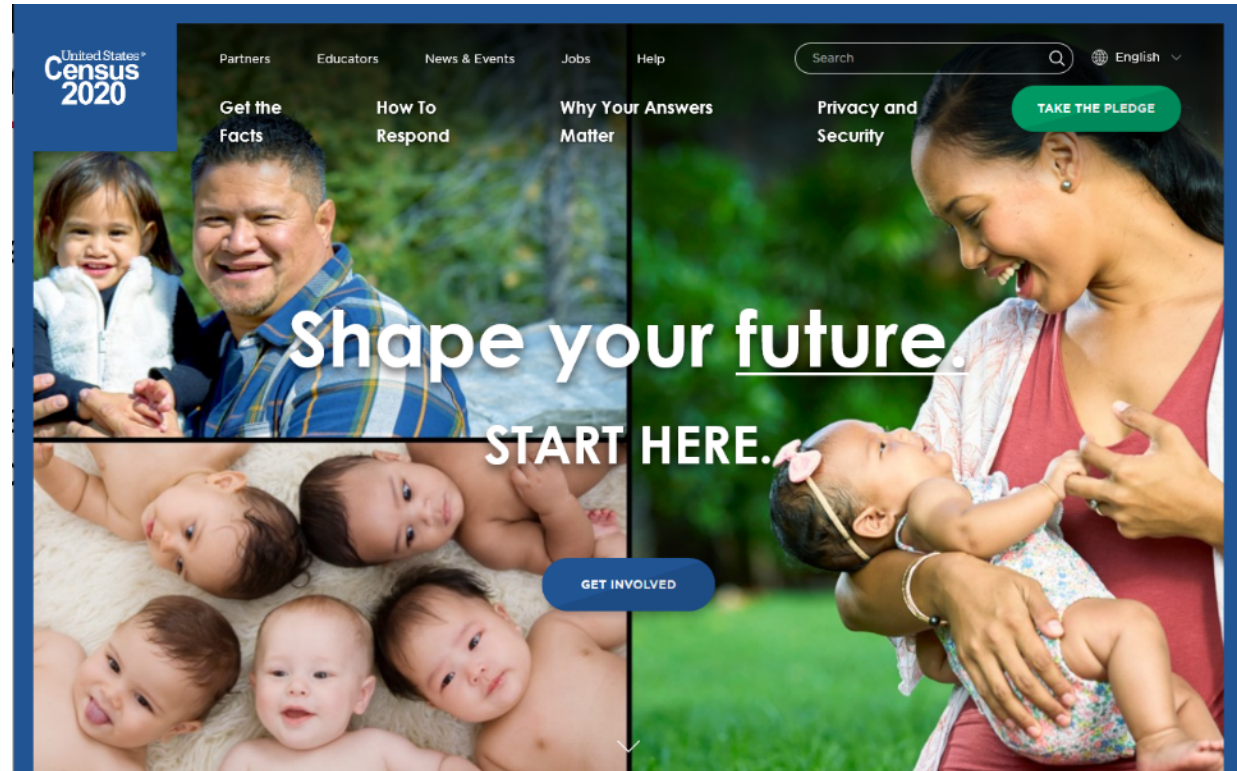 United States®
Census
2020
Partners
Educators
News & Events
Jobs
Help
Search
English
Get the
Facts
How To
Respond
Why Your Answers
Matter
Privacy and
Security
TAKE THE PLEDGE
Shape your future.
START HERE.
GET INVOLVED